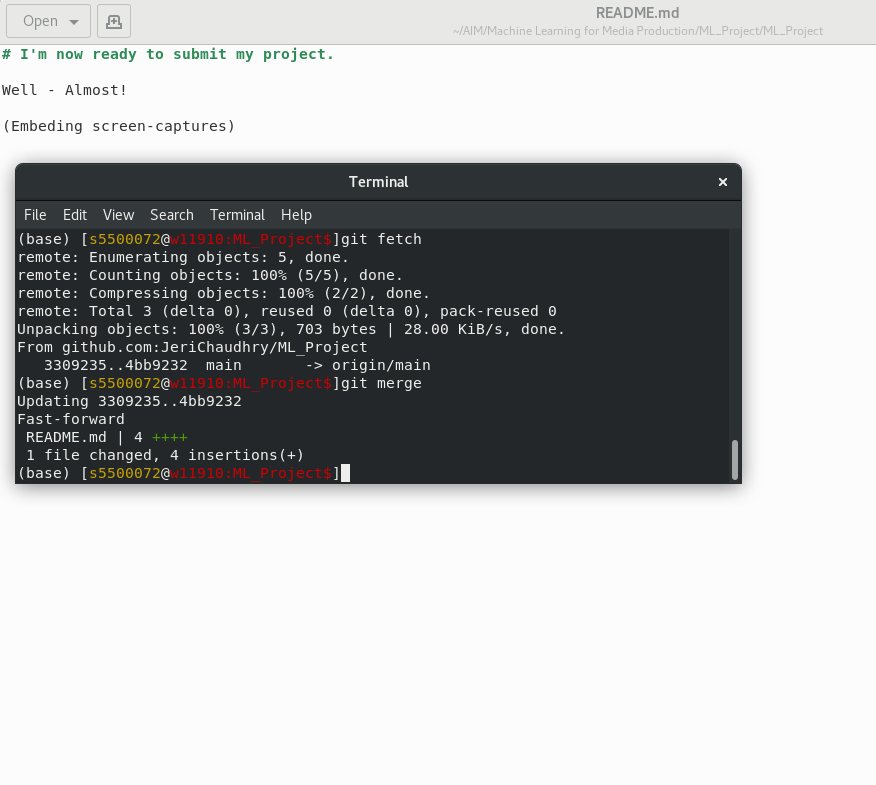 Open
README.md
~/AIM/Machine Learning for Media Production/ML_Project/ML_Project
# I'm now ready to submit my project.
Well - Almost!
(Embeding screen-captures)
Terminal
File Edit View Search Terminal Help
(base) [s5500072@w11910:ML_Project$]git fetch
remote: Enumerating objects: 5, done.
remote: Counting objects: 100% (5/5), done.
remote: Compressing objects: 100% (2/2), done.
remote: Total 3 (delta 0), reused 0 (delta 0), pack-reused 0
Unpacking objects: 100% (3/3), 703 bytes | 28.00 KiB/s, done.
From github.com:JeriChaudhry/ML_Project
   3309235..4bb9232  main       -> origin/main
(base) [s5500072@w11910:ML_Project$]git merge
Updating 3309235..4bb9232
Fast-forward
 README.md | 4 ++++
 1 file changed, 4 insertions(+)
(base) [s5500072@w11910:ML_Project$]